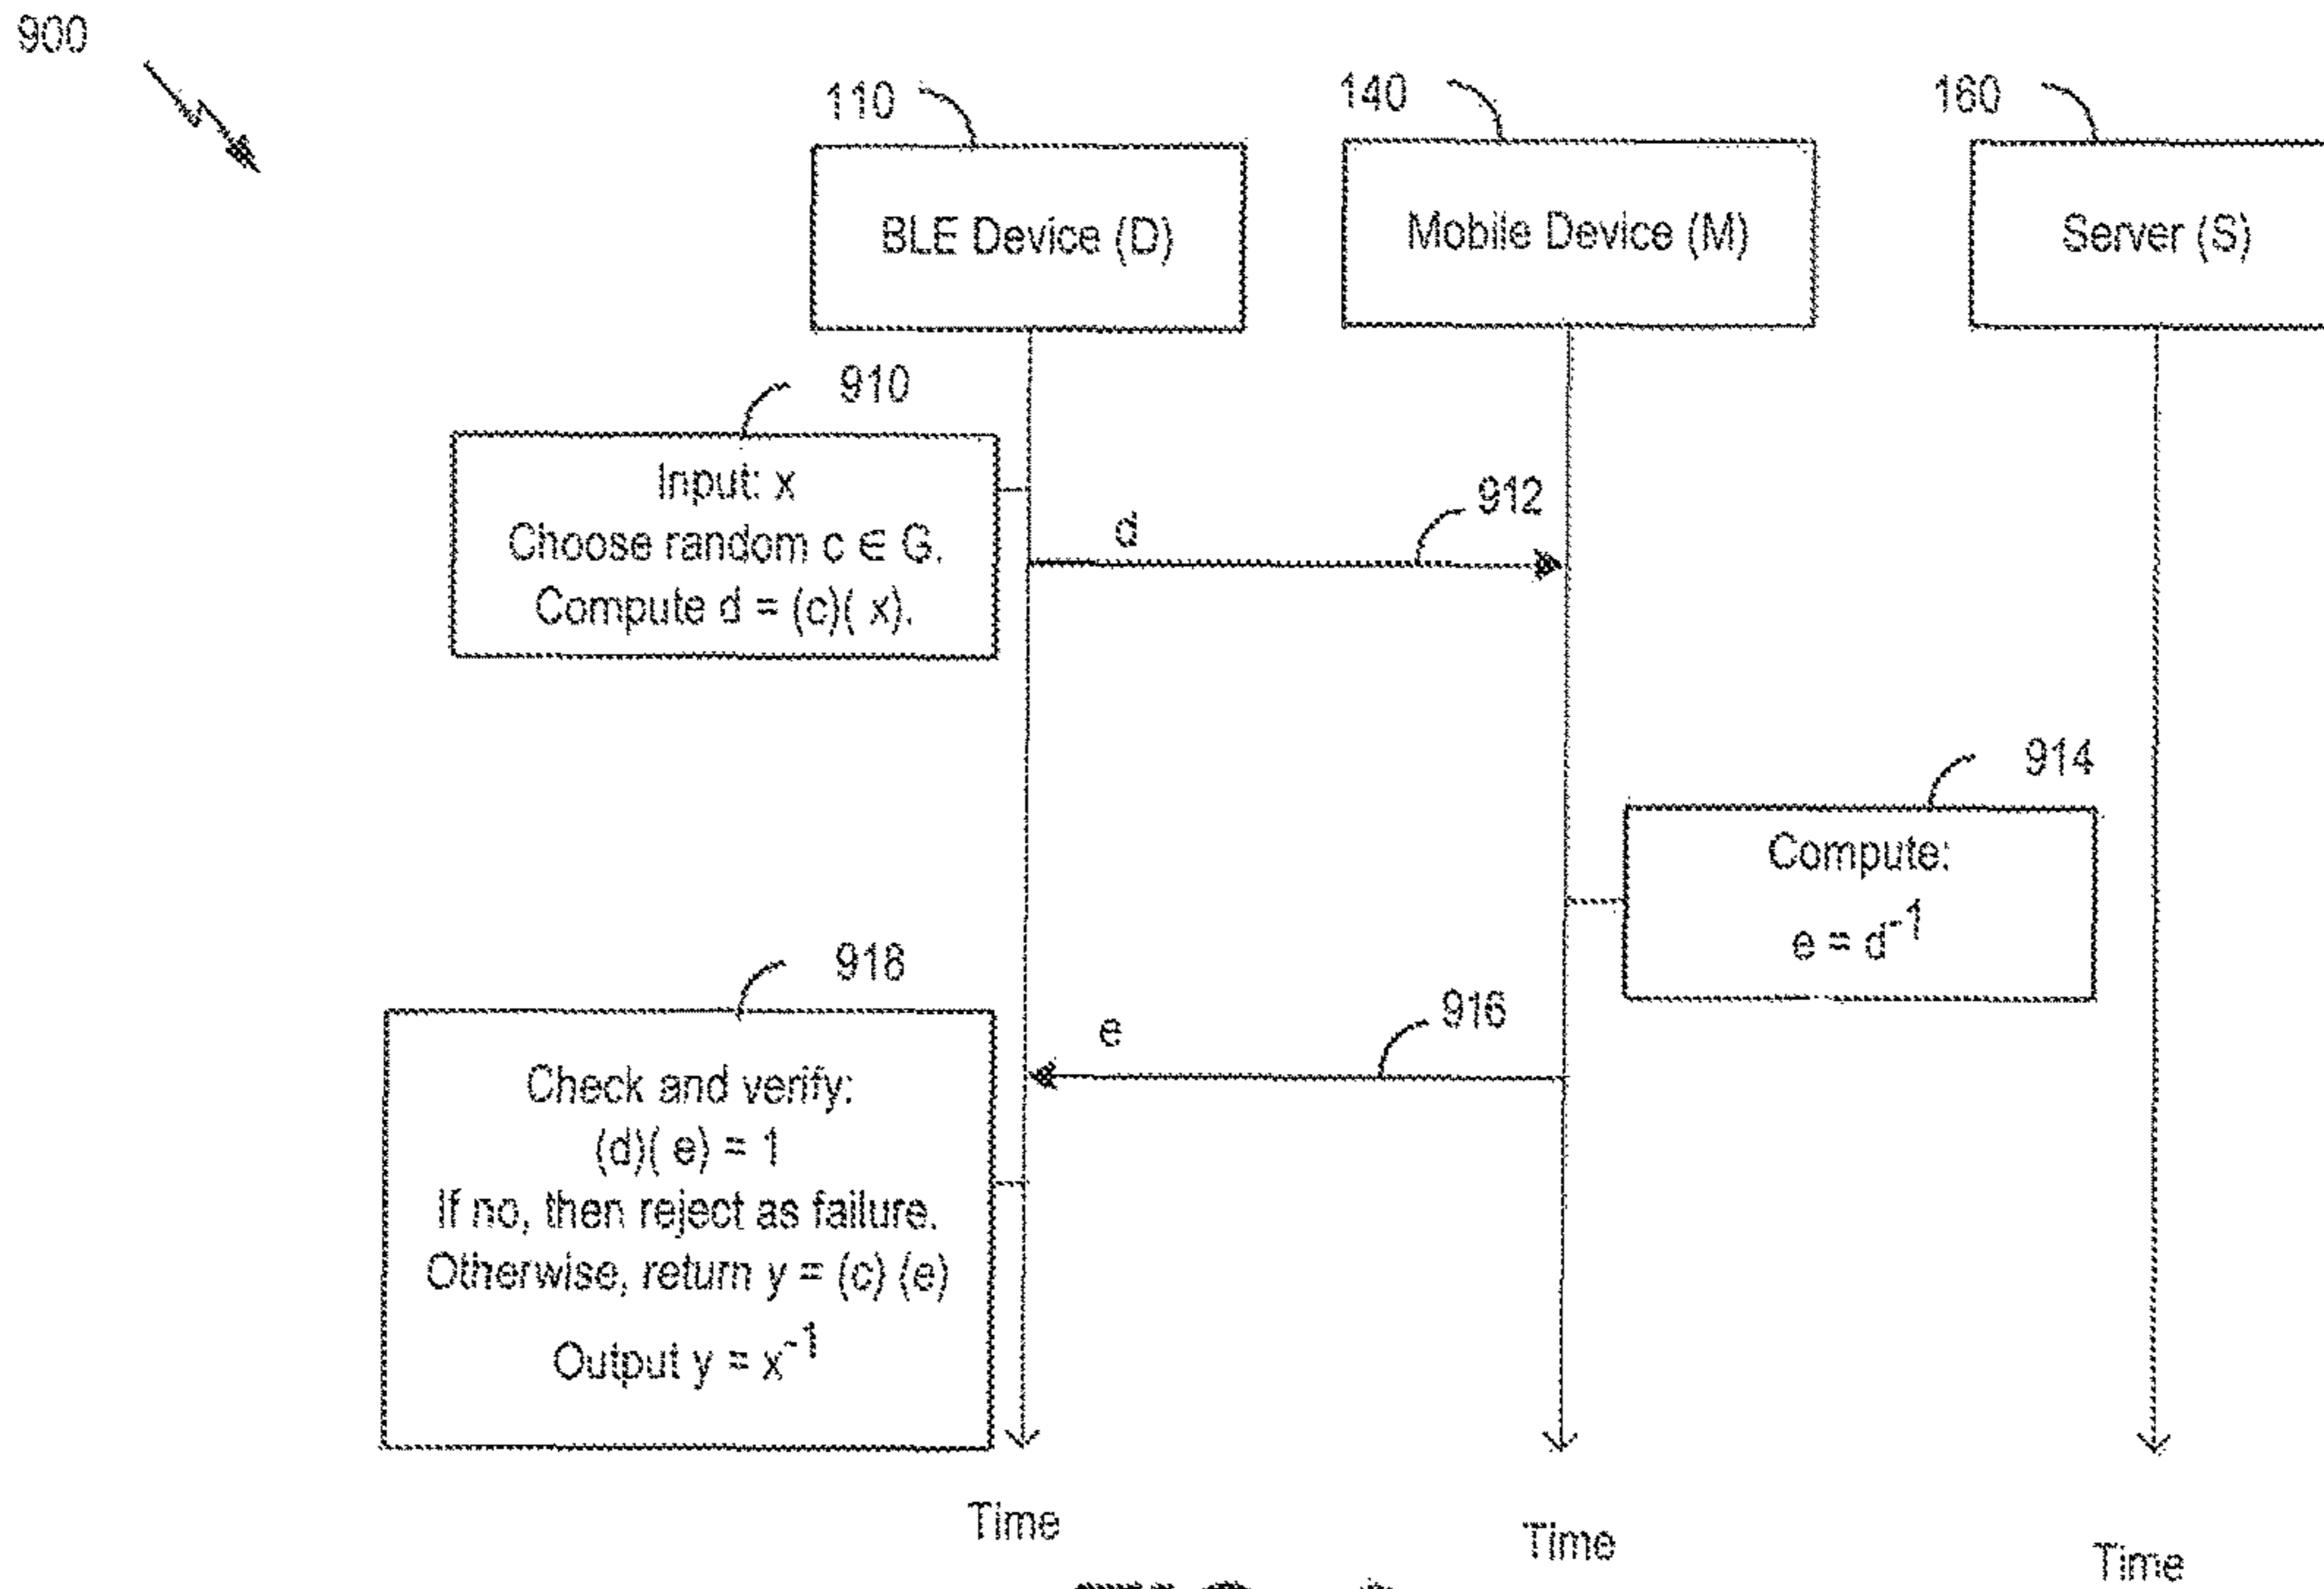 900
110
140
160
BLE Device (D)
Mobile Device (M)
Server (S)
910
Input: x
Choose random c ∈ G.
Compute d = (c)( x).
d
912
914
Compute:
e = d⁻¹
918
e
916
Check and verify:
(d)( e) = 1
If no, then reject as failure.
Otherwise, return y = (c) (e)
Output y = x⁻¹
Time
Time
Time